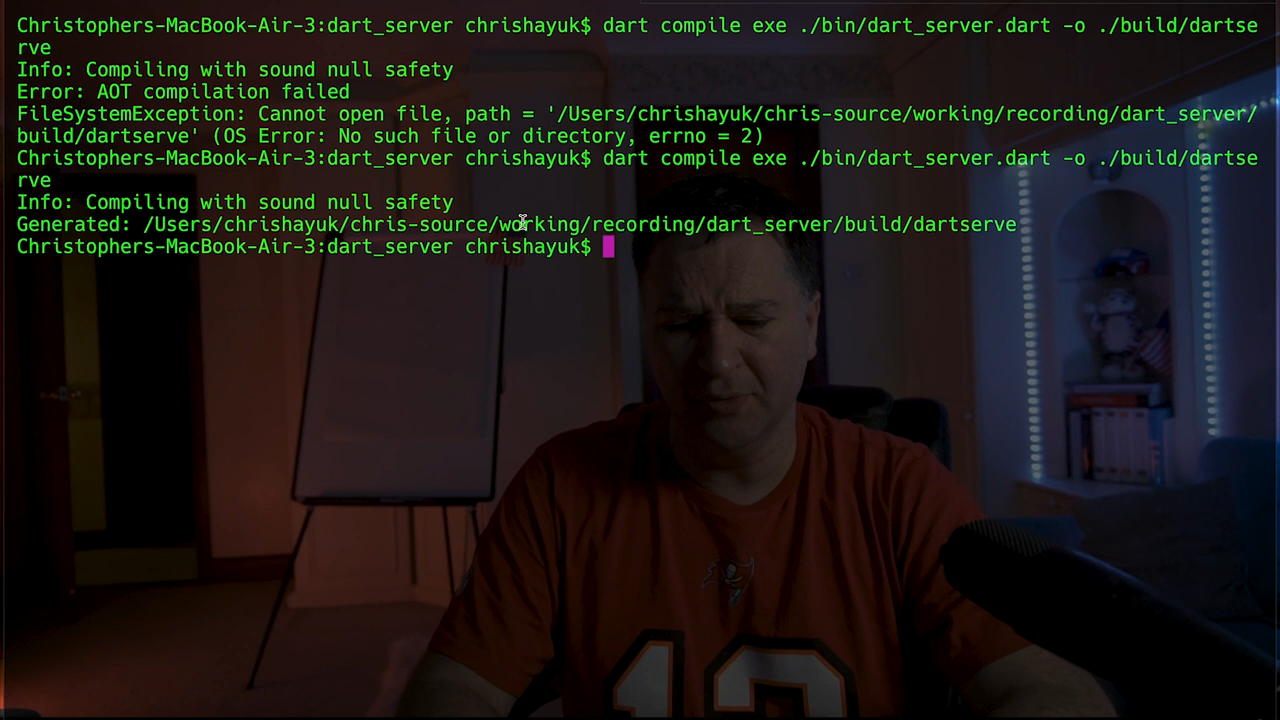 Christophers-MacBook-Air-3:dart_server chrishayuk$ dart compile exe ./bin/dart_server.dart -o ./build/dartse
rve
Info: Compiling with sound null safety
Error: AOT compilation failed
FileSystemException: Cannot open file, path = '/Users/chrishayuk/chris-source/working/recording/dart_server/
build/dartserve' (OS Error: No such file or directory, errno = 2)
Christophers-MacBook-Air-3:dart_server chrishayuk$ dart compile exe ./bin/dart_server.dart -o ./build/dartse
rve
Info: Compiling with sound null safety
Generated: /Users/chrishayuk/chris-source/working/recording/dart_server/build/dartserve
Christophers-MacBook-Air-3:dart_server chrishayuk$
12